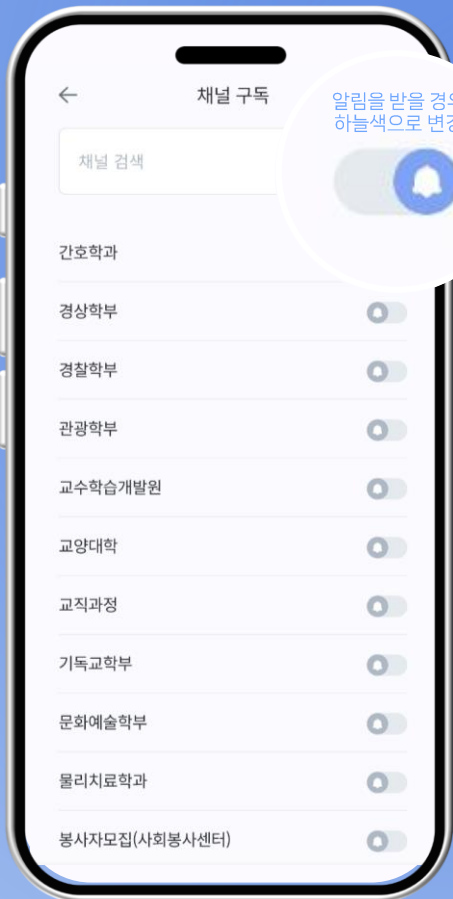 채널 구독
알림을 받을 경우
하늘색으로 변경
채널 검색
간호학과
경상학부
경찰학부
관광학부
교수학습개발원
교양대학
교직과정
기독교학부
문화예술학부
물리치료학과
봉사자모집(사회봉사센터)